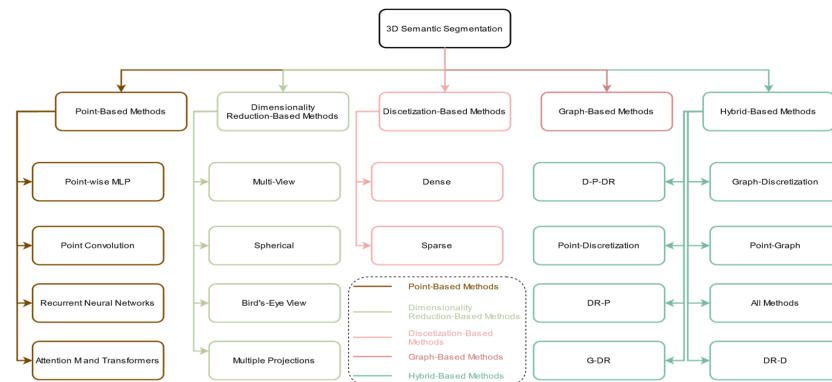 3D Semantic Segmentation
Point-Based Methods
Dimensionality
Reduction-Based Methods
Discetization-Based Methods
Graph-Based Methods
Hybrid-Based Methods
Point-wise MLP
Multi-View
Dense
D-P-DR
Graph-Discretization
Point Convolution
Spherical
Sparse
Point-Discretization
Point-Graph
Recurrent Neural Networks
Bird's-Eye View
DR-P
All Methods
Attention M and Transformers
Multiple Projections
G-DR
DR-D
Point-Based Methods
Dimensionality
Reduction-Based Methods
Discetization-Based
Methods
Graph-Based Methods
Hybrid-Based Methods